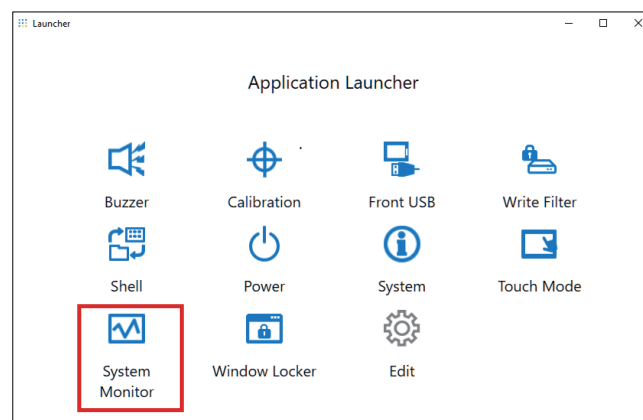 Launcher
Application Launcher
Buzzer
Calibration
Front USB
Write Filter
Shell
Power
System
Touch Mode
System
Monitor
Window Locker
Edit